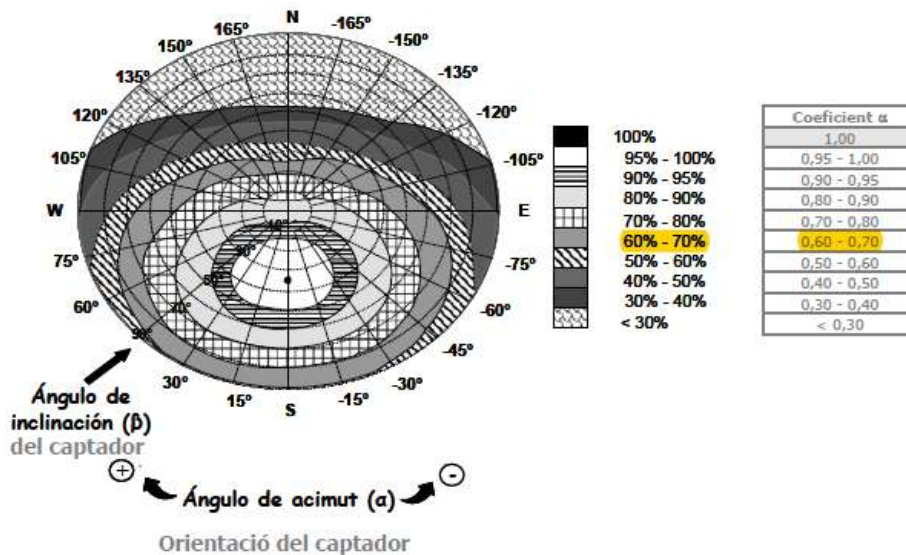 N
165º
-165º
150º
-150º
135º
-135º
120º
-120º
105º
-105º
W
E
75º
-75º
60º
-60º
-45º
30º
-30º
15º
-15º
S
90º
70º
50º
30º
10º
Ángulo de
inclinación (β)
del captador
+
-
Ángulo de acimut (α)
Orientació del captador
100%
95% - 100%
90% - 95%
80% - 90%
70% - 80%
60% - 70%
50% - 60%
40% - 50%
30% - 40%
< 30%
Coeficient α
1,00
0,95 - 1,00
0,90 - 0,95
0,80 - 0,90
0,70 - 0,80
0,60 - 0,70
0,50 - 0,60
0,40 - 0,50
0,30 - 0,40
< 0,30